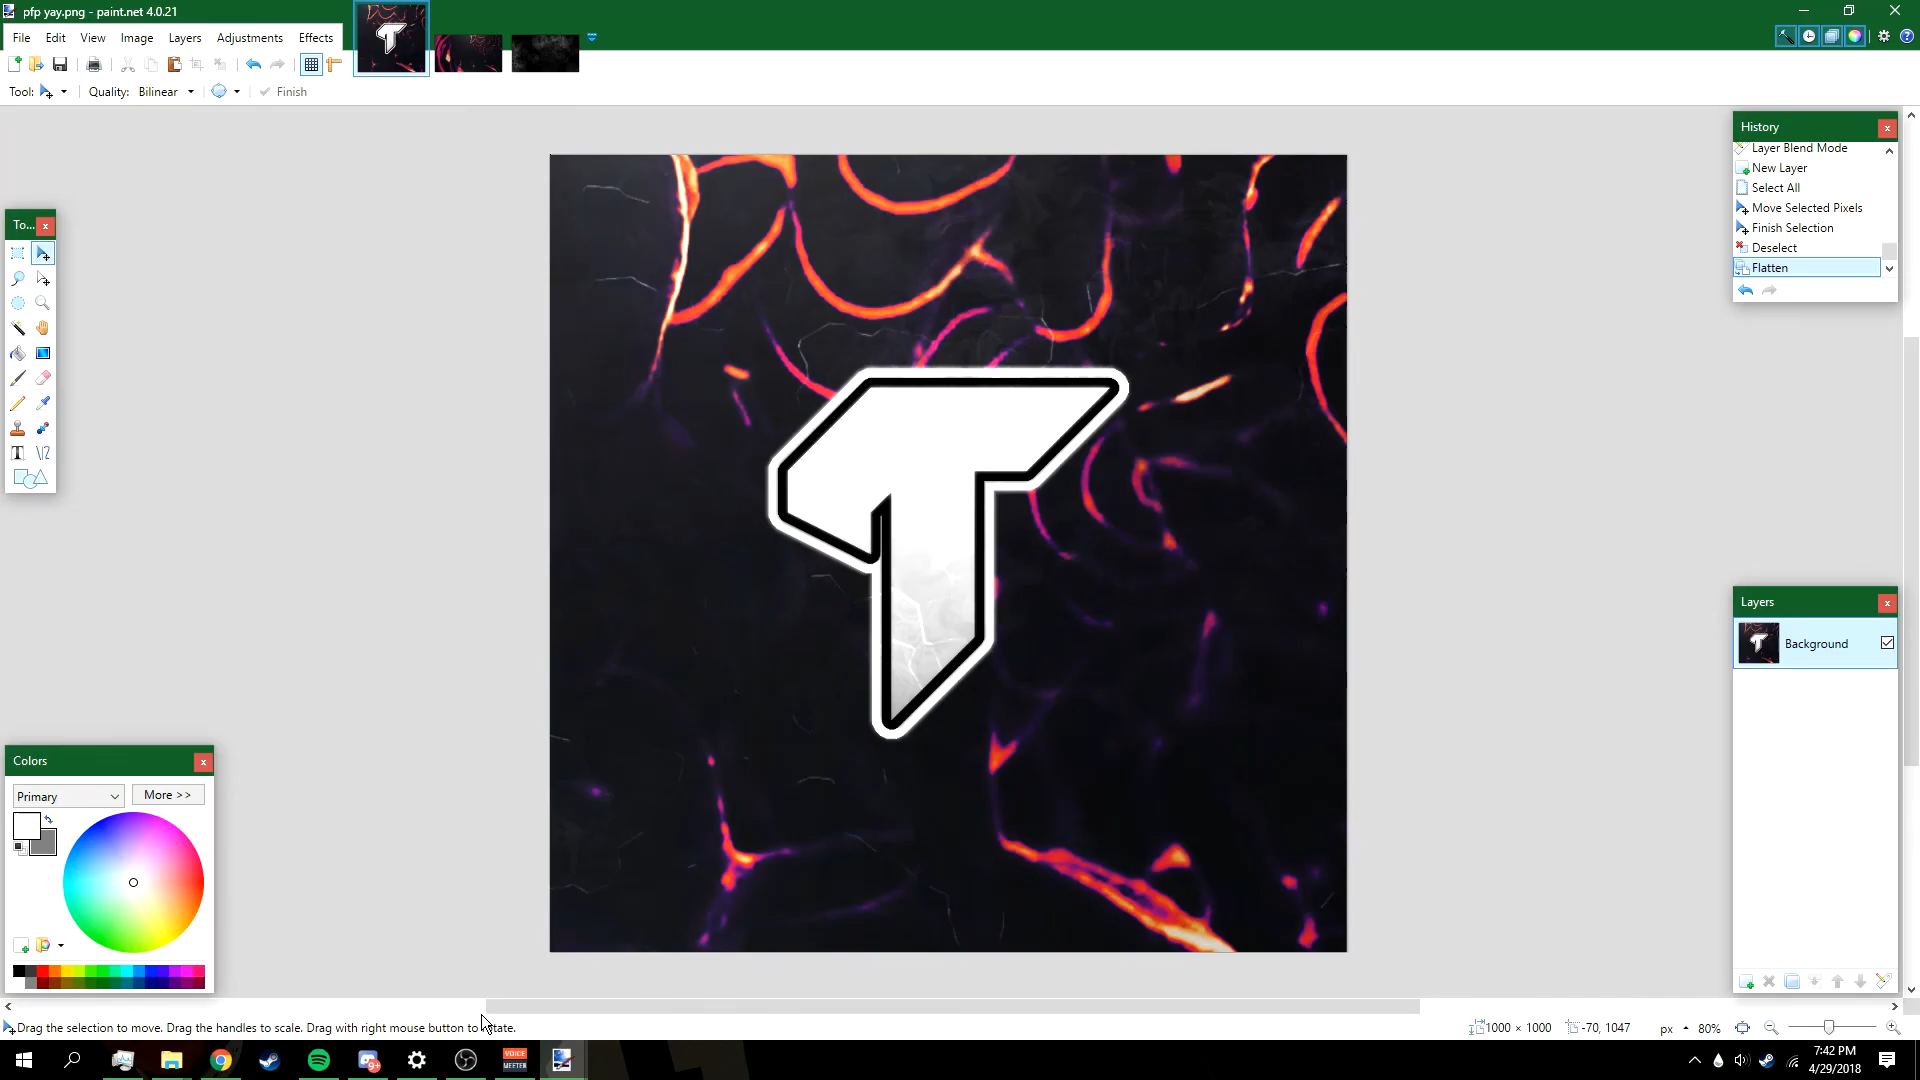 pfp yay.png - paint.net 4.0.21
File Edit View Image Layers Adjustments Effects
Tool: Quality: Bilinear Finish
History
Layer Blend Mode
New Layer
Select All
Move Selected Pixels
Finish Selection
Deselect
Flatten
To...
T
Layers
Background
Colors
Primary More >>
Drag the selection to move. Drag the handles to scale. Drag with right mouse button to rotate.
1000 × 1000 -70, 1047 px 80%
9+ VOICE MEETER
7:42 PM
4/29/2018